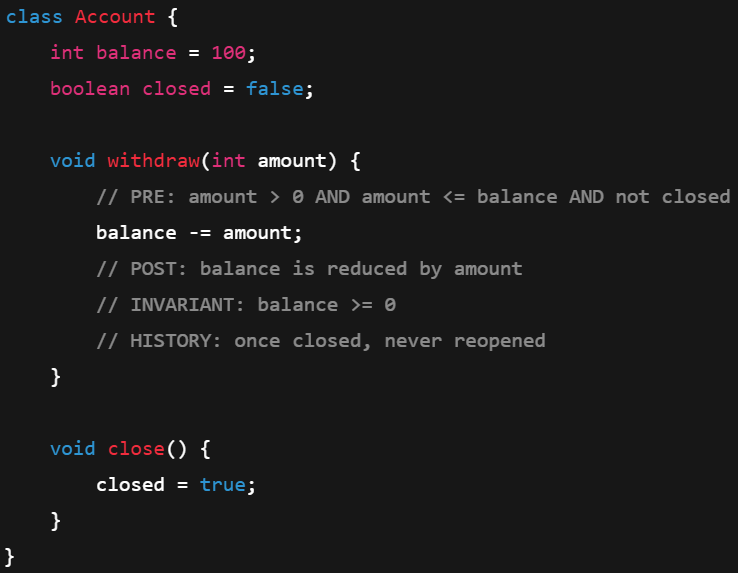 class Account {
    int balance = 100;
    boolean closed = false;

    void withdraw(int amount) {
        // PRE: amount > 0 AND amount <= balance AND not closed
        balance -= amount;
        // POST: balance is reduced by amount
        // INVARIANT: balance >= 0
        // HISTORY: once closed, never reopened
    }

    void close() {
        closed = true;
    }
}